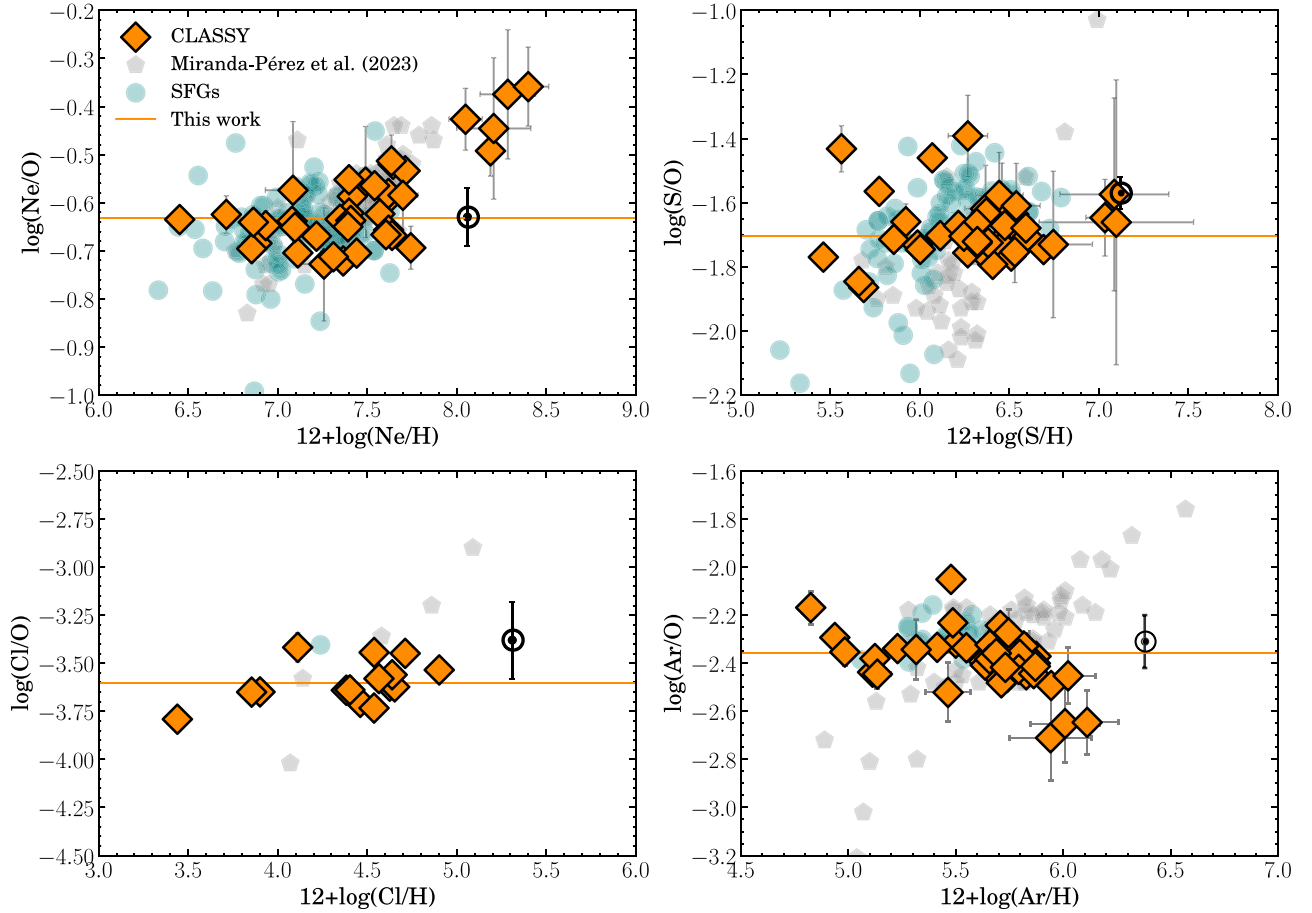 −0.2
−0.3
−0.4
−0.5
−0.6
−0.7
−0.8
−0.9
−1.0
log(Ne/O)
CLASSY
Miranda-Pérez et al. (2023)
SFGs
This work
6.0 6.5 7.0 7.5 8.0 8.5 9.0
12+log(Ne/H)
−1.0
−1.2
−1.4
−1.6
−1.8
−2.0
−2.2
log(S/O)
5.0 5.5 6.0 6.5 7.0 7.5 8.0
12+log(S/H)
−2.50
−2.75
−3.00
−3.25
−3.50
−3.75
−4.00
−4.25
−4.50
log(Cl/O)
3.0 3.5 4.0 4.5 5.0 5.5 6.0
12+log(Cl/H)
−1.6
−1.8
−2.0
−2.2
−2.4
−2.6
−2.8
−3.0
−3.2
log(Ar/O)
4.5 5.0 5.5 6.0 6.5 7.0
12+log(Ar/H)